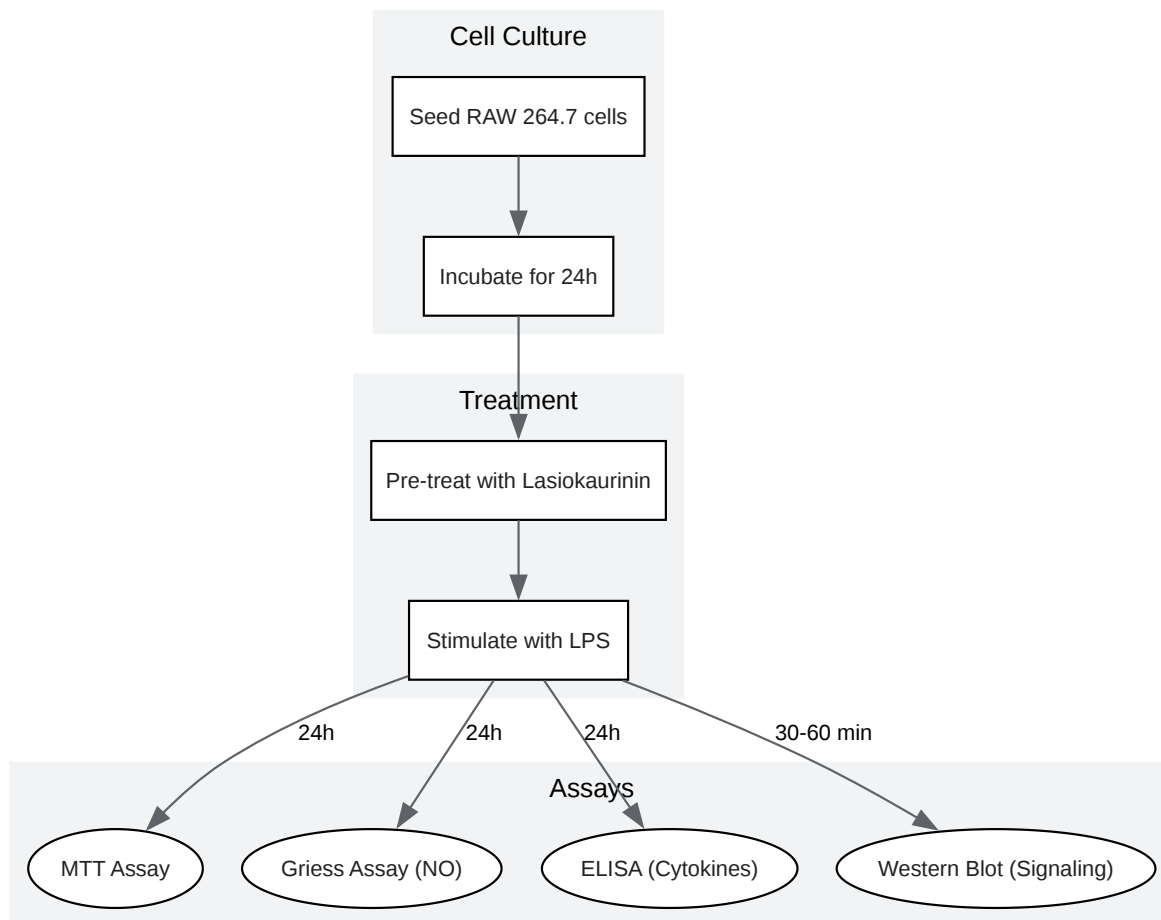 Cell Culture
Seed RAW 264.7 cells
Incubate for 24h
Treatment
Pre-treat with Lasiokaurinin
Stimulate with LPS
24h
24h
24h
30-60 min
Assays
MTT Assay
Griess Assay (NO)
ELISA (Cytokines)
Western Blot (Signaling)